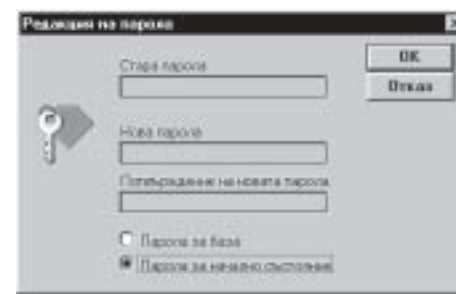 Редакция на парола
Стара парола
OK
Отказ
Нова парола
Потвърждение на новата парола
Парола за база
Парола за начално състояние